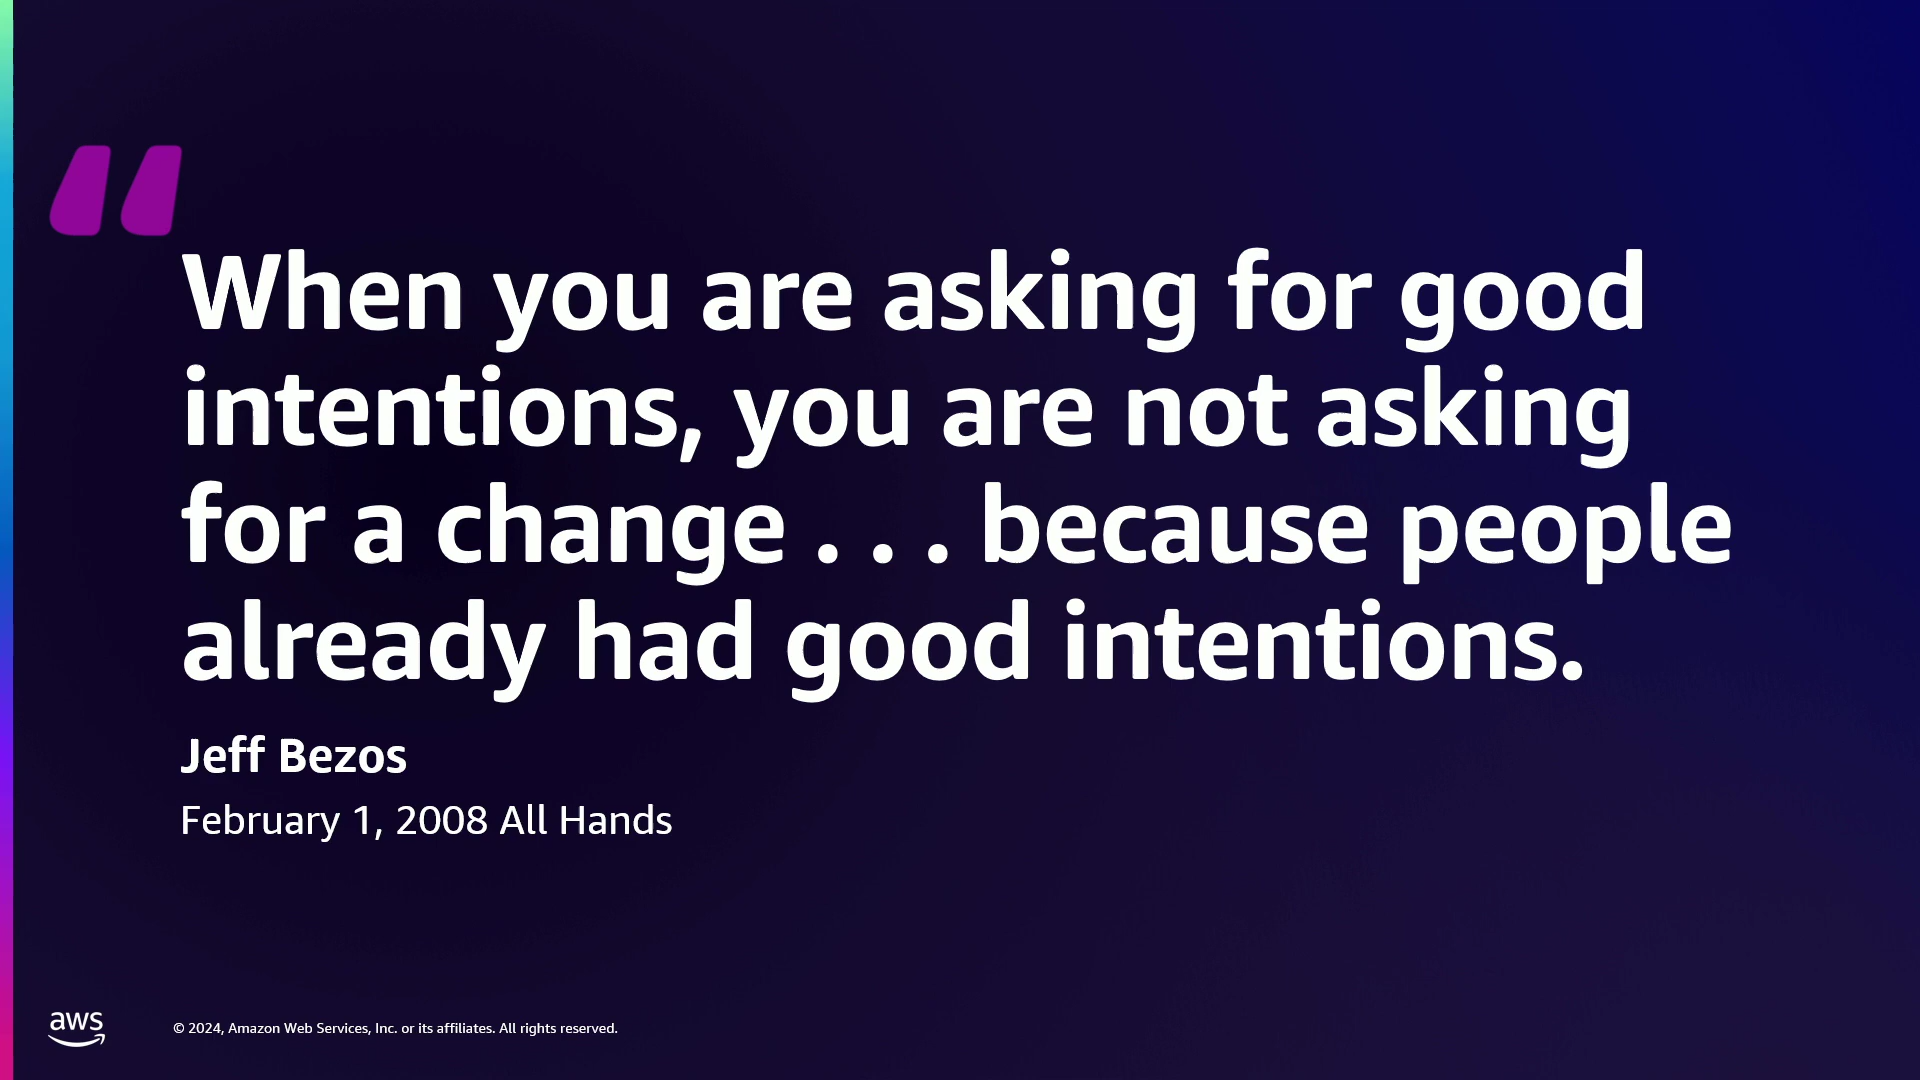 When you are asking for good
intentions, you are not asking
for a change . . . because people
already had good intentions.
Jeff Bezos
February 1, 2008 All Hands
aws
© 2024, Amazon Web Services, Inc. or its affiliates. All rights reserved.